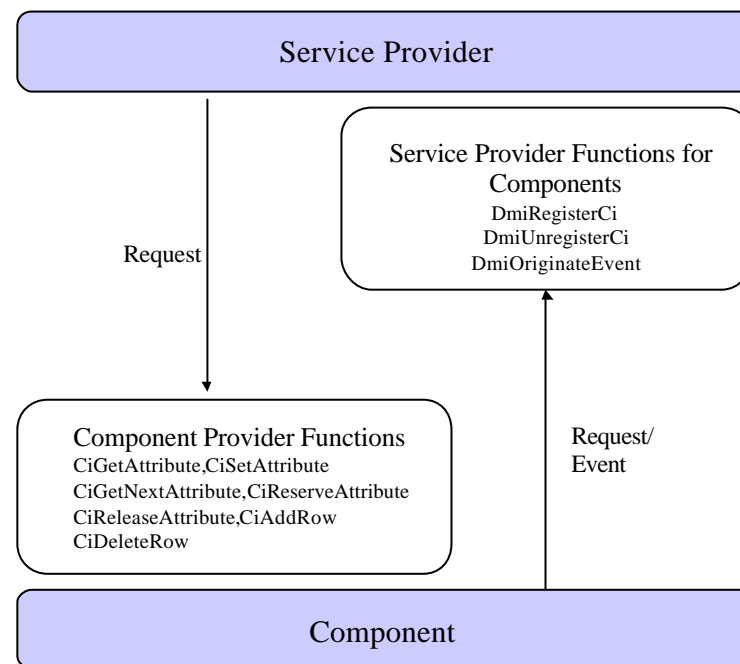 Service Provider
Service Provider Functions for
Components
DmiRegisterCi
DmiUnregisterCi
DmiOriginateEvent
Request
Component Provider Functions
CiGetAttribute,CiSetAttribute
CiGetNextAttribute,CiReserveAttribute
CiReleaseAttribute,CiAddRow
CiDeleteRow
Request/
Event
Component